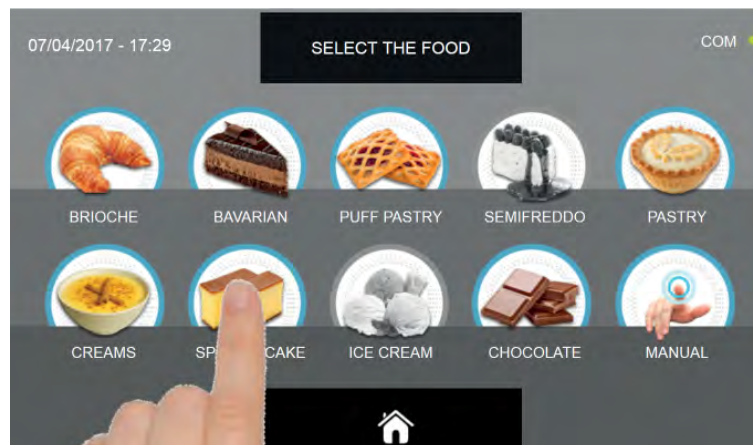 07/04/2017 - 17:29
SELECT THE FOOD
COM
BRIOCHE
BAVARIAN
PUFF PASTRY
SEMIFREDDO
PASTRY
CREAMS
CAKE
ICE CREAM
CHOCOLATE
MANUAL